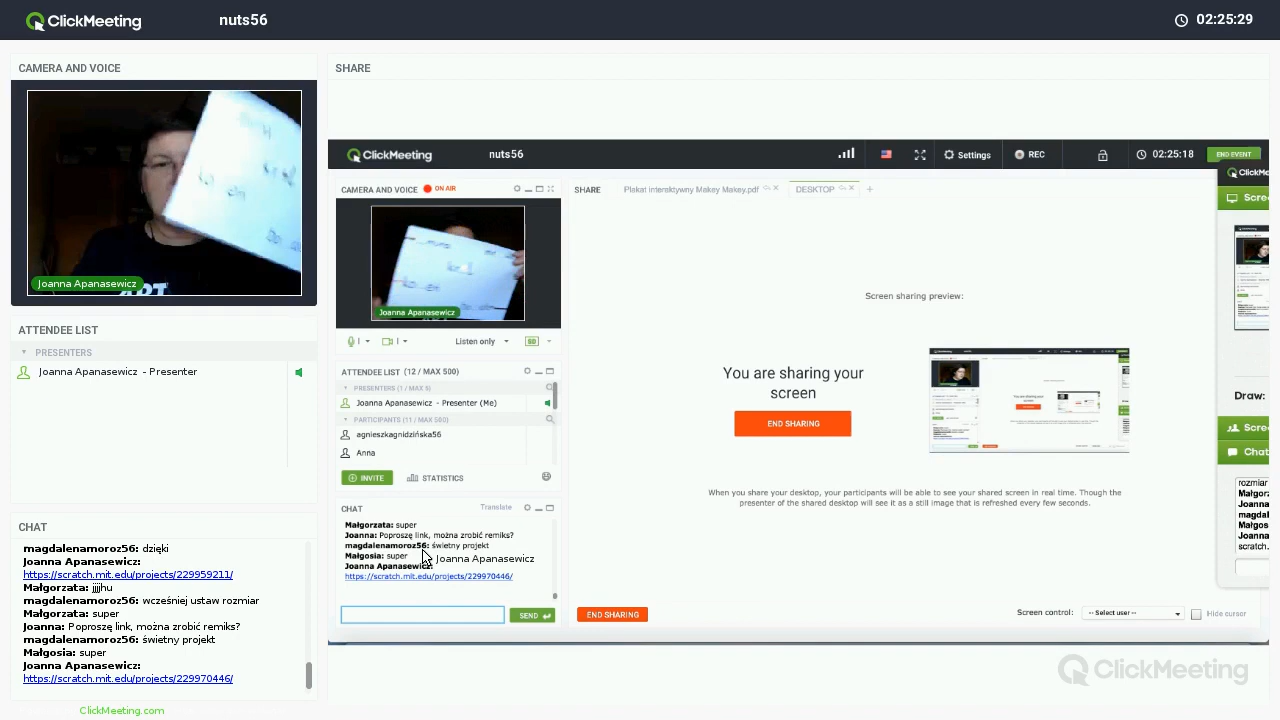 ClickMeeting
nuts56
02:25:29
CAMERA AND VOICE
Joanna Apanasewicz
ATTENDEE LIST
PRESENTERS
Joanna Apanasewicz - Presenter
CHAT
magdalenamoroz56: dzięki
Joanna Apanasewicz:
https://scratch.mit.edu/projects/229959211/
Małgorzata: jjjjhu
magdalenamoroz56: wcześniej ustaw rozmiar
Małgorzata: super
Joanna: Poproszę link, można zrobić remiks?
magdalenamoroz56: świetny projekt
Małgosia: super
Joanna Apanasewicz:
https://scratch.mit.edu/projects/229970446/
ClickMeeting.com
SHARE
ClickMeeting
nuts56
Settings
REC
02:25:18
END EVENT
CAMERA AND VOICE
ON AIR
Joanna Apanasewicz
Listen only
ATTENDEE LIST (12 / MAX 500)
PRESENTERS (1 / MAX 5)
Joanna Apanasewicz - Presenter (Me)
PARTICIPANTS (11 / MAX 500)
agnieszkagnidzińska56
Anna
INVITE
STATISTICS
CHAT
Translate
Małgorzata: super
Joanna: Poproszę link, można zrobić remiks?
magdalenamoroz56: świetny projekt
Małgosia: super
Joanna Apanasewicz:
https://scratch.mit.edu/projects/229970446/
Joanna Apanasewicz
SEND
SHARE
Plakat interaktywny Makey Makey.pdf
DESKTOP
Screen sharing preview:
You are sharing your
screen
END SHARING
When you share your desktop, your participants will be able to see your shared screen in real time. Though the
presenter of the shared desktop will see it as a still image that is refreshed every few seconds.
END SHARING
Screen control:
-- Select user --
Hide cursor
Draw:
Chat
rozmiar
ClickMeeting